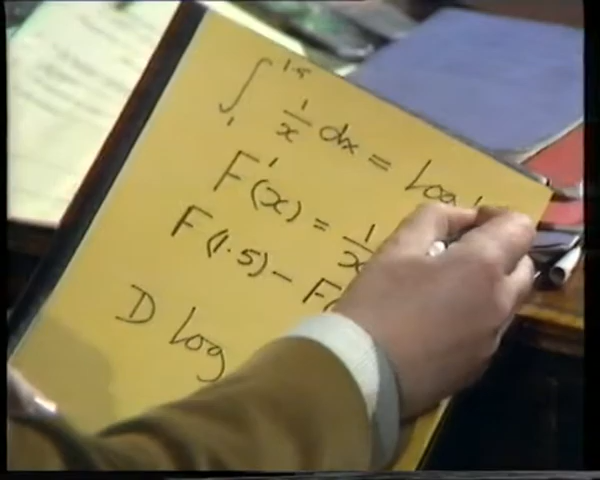 ∫₁^1.5 1/x dx = Log
F'(x) = 1/x
F(1.5) − F(
D log